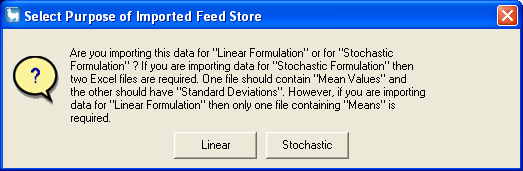 Select Purpose of Imported Feed Store
Are you importing this data for "Linear Formulation" or for "Stochastic
Formulation" ? If you are importing data for "Stochastic Formulation" then
two Excel files are required. One file should contain "Mean Values" and
the other should have "Standard Deviations". However, if you are importing
data for "Linear Formulation" then only one file containing "Means" is
required.
Linear
Stochastic